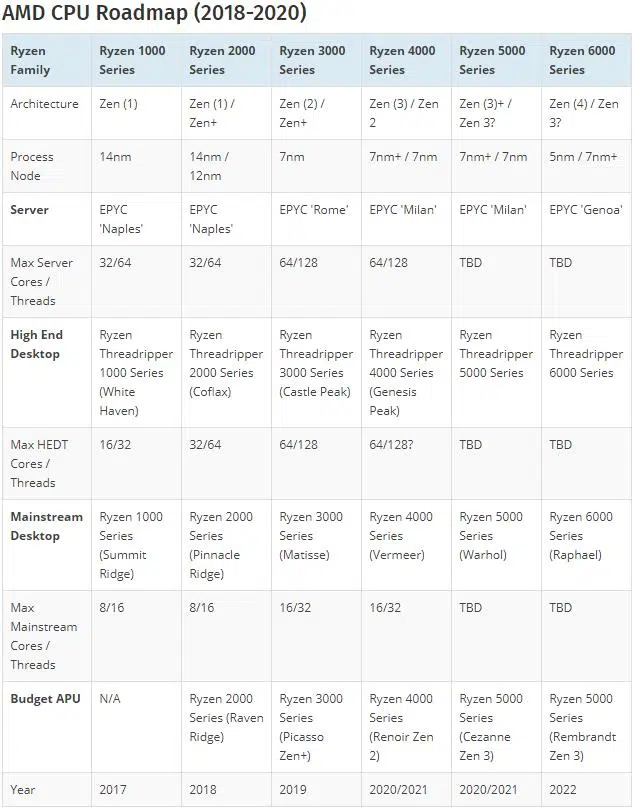 AMD CPU Roadmap (2018-2020)
Ryzen Family | Ryzen 1000 Series | Ryzen 2000 Series | Ryzen 3000 Series | Ryzen 4000 Series | Ryzen 5000 Series | Ryzen 6000 Series
Architecture | Zen (1) | Zen (1) / Zen+ | Zen (2) / Zen+ | Zen (3) / Zen 2 | Zen (3)+ / Zen 3? | Zen (4) / Zen 3?
Process Node | 14nm | 14nm / 12nm | 7nm | 7nm+ / 7nm | 7nm+ / 7nm | 5nm / 7nm+
Server | EPYC 'Naples' | EPYC 'Naples' | EPYC 'Rome' | EPYC 'Milan' | EPYC 'Milan' | EPYC 'Genoa'
Max Server Cores / Threads | 32/64 | 32/64 | 64/128 | 64/128 | TBD | TBD
High End Desktop | Ryzen Threadripper 1000 Series (White Haven) | Ryzen Threadripper 2000 Series (Coflax) | Ryzen Threadripper 3000 Series (Castle Peak) | Ryzen Threadripper 4000 Series (Genesis Peak) | Ryzen Threadripper 5000 Series | Ryzen Threadripper 6000 Series
Max HEDT Cores / Threads | 16/32 | 32/64 | 64/128 | 64/128? | TBD | TBD
Mainstream Desktop | Ryzen 1000 Series (Summit Ridge) | Ryzen 2000 Series (Pinnacle Ridge) | Ryzen 3000 Series (Matisse) | Ryzen 4000 Series (Vermeer) | Ryzen 5000 Series (Warhol) | Ryzen 6000 Series (Raphael)
Max Mainstream Cores / Threads | 8/16 | 8/16 | 16/32 | 16/32 | TBD | TBD
Budget APU | N/A | Ryzen 2000 Series (Raven Ridge) | Ryzen 3000 Series (Picasso Zen+) | Ryzen 4000 Series (Renoir Zen 2) | Ryzen 5000 Series (Cezanne Zen 3) | Ryzen 5000 Series (Rembrandt Zen 3)
Year | 2017 | 2018 | 2019 | 2020/2021 | 2020/2021 | 2022